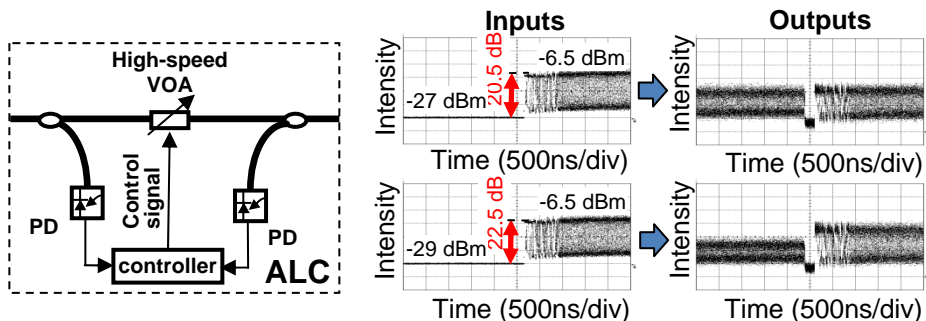 High-speed
VOA
Control
signal
PD
PD
controller
ALC
Inputs
Outputs
Intensity
-27 dBm
20.5 dB
-6.5 dBm
Time (500ns/div)
Intensity
Time (500ns/div)
Intensity
-29 dBm
22.5 dB
-6.5 dBm
Time (500ns/div)
Intensity
Time (500ns/div)